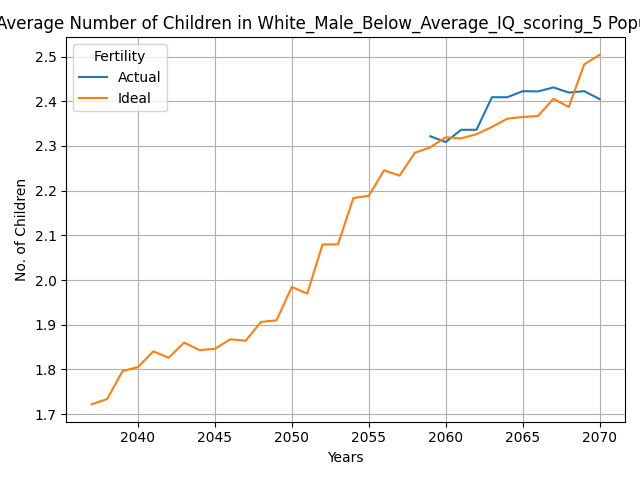 Average Number of Children in White_Male_Below_Average_IQ_scoring_5 Popu
Fertility
Actual
Ideal
2.5
2.4
2.3
2.2
2.1
2.0
1.9
1.8
1.7
No. of Children
2040 2045 2050 2055 2060 2065 2070
Years